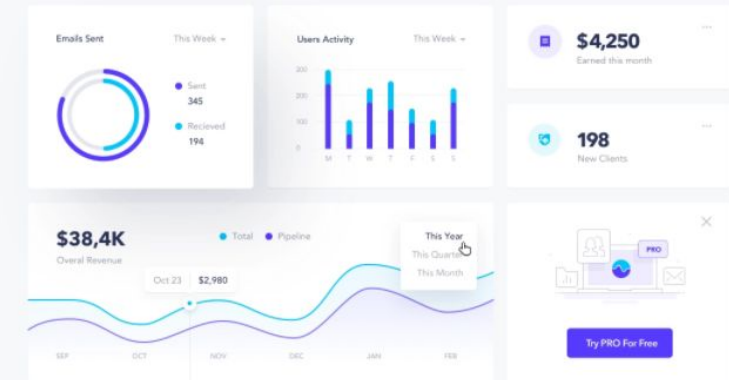 Emails Sent
This Week
Sent
345
Recieved
194
Users Activity
This Week
300
200
100
0
M T W T F S S
$4,250
Earned this month
198
New Clients
$38,4K
Overal Revenue
Total
Pipeline
This Year
This Quarter
This Month
Oct 23 $2,980
SEP OCT NOV DEC JAN FEB
PRO
Try PRO For Free